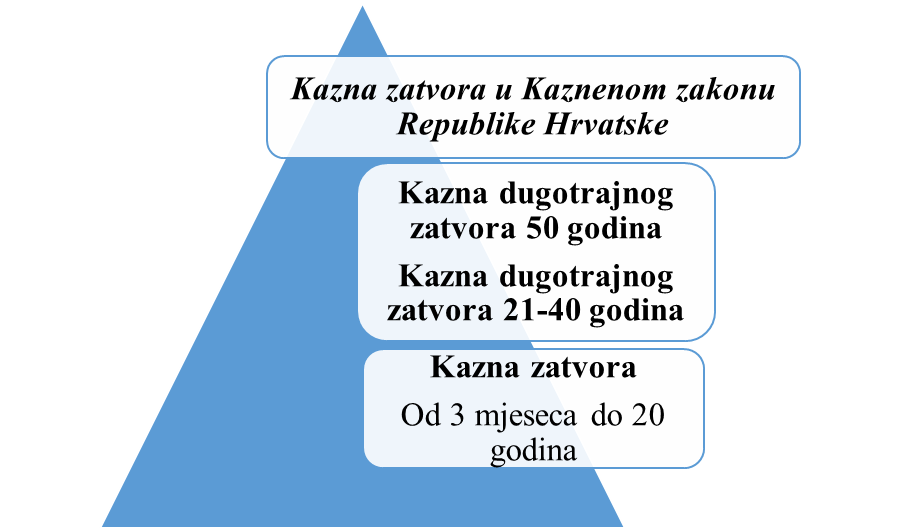 Kazna zatvora u Kaznenom zakonu
Republike Hrvatske
Kazna dugotrajnog
zatvora 50 godina
Kazna dugotrajnog
zatvora 21-40 godina
Kazna zatvora
Od 3 mjeseca do 20
godina